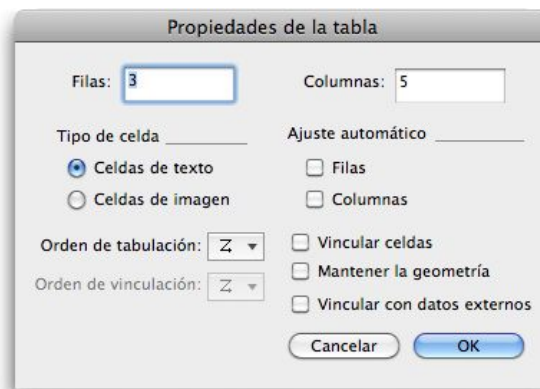 Propiedades de la tabla
Filas: 3
Columnas: 5
Tipo de celda
Celdas de texto
Celdas de imagen
Ajuste automático
Filas
Columnas
Orden de tabulación:
Orden de vinculación:
Vincular celdas
Mantener la geometría
Vincular con datos externos
Cancelar
OK